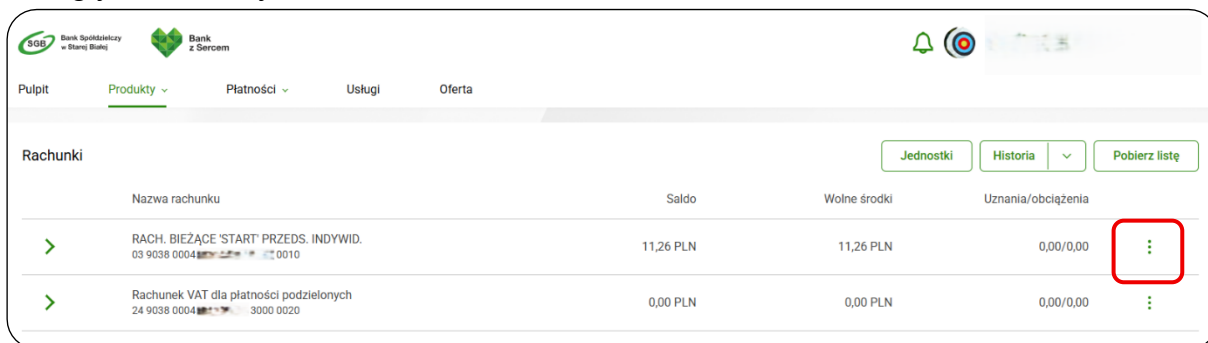 SGB Bank Spółdzielczy w Starej Białej
Bank z Sercem
Pulpit Produkty Płatności Usługi Oferta
Rachunki Jednostki Historia Pobierz listę
Nazwa rachunku Saldo Wolne środki Uznania/obciążenia
RACH. BIEŻĄCE 'START' PRZEDS. INDYWID. 11,26 PLN 11,26 PLN 0,00/0,00
03 9038 0004 0010
Rachunek VAT dla płatności podzielonych 0,00 PLN 0,00 PLN 0,00/0,00
24 9038 0004 3000 0020